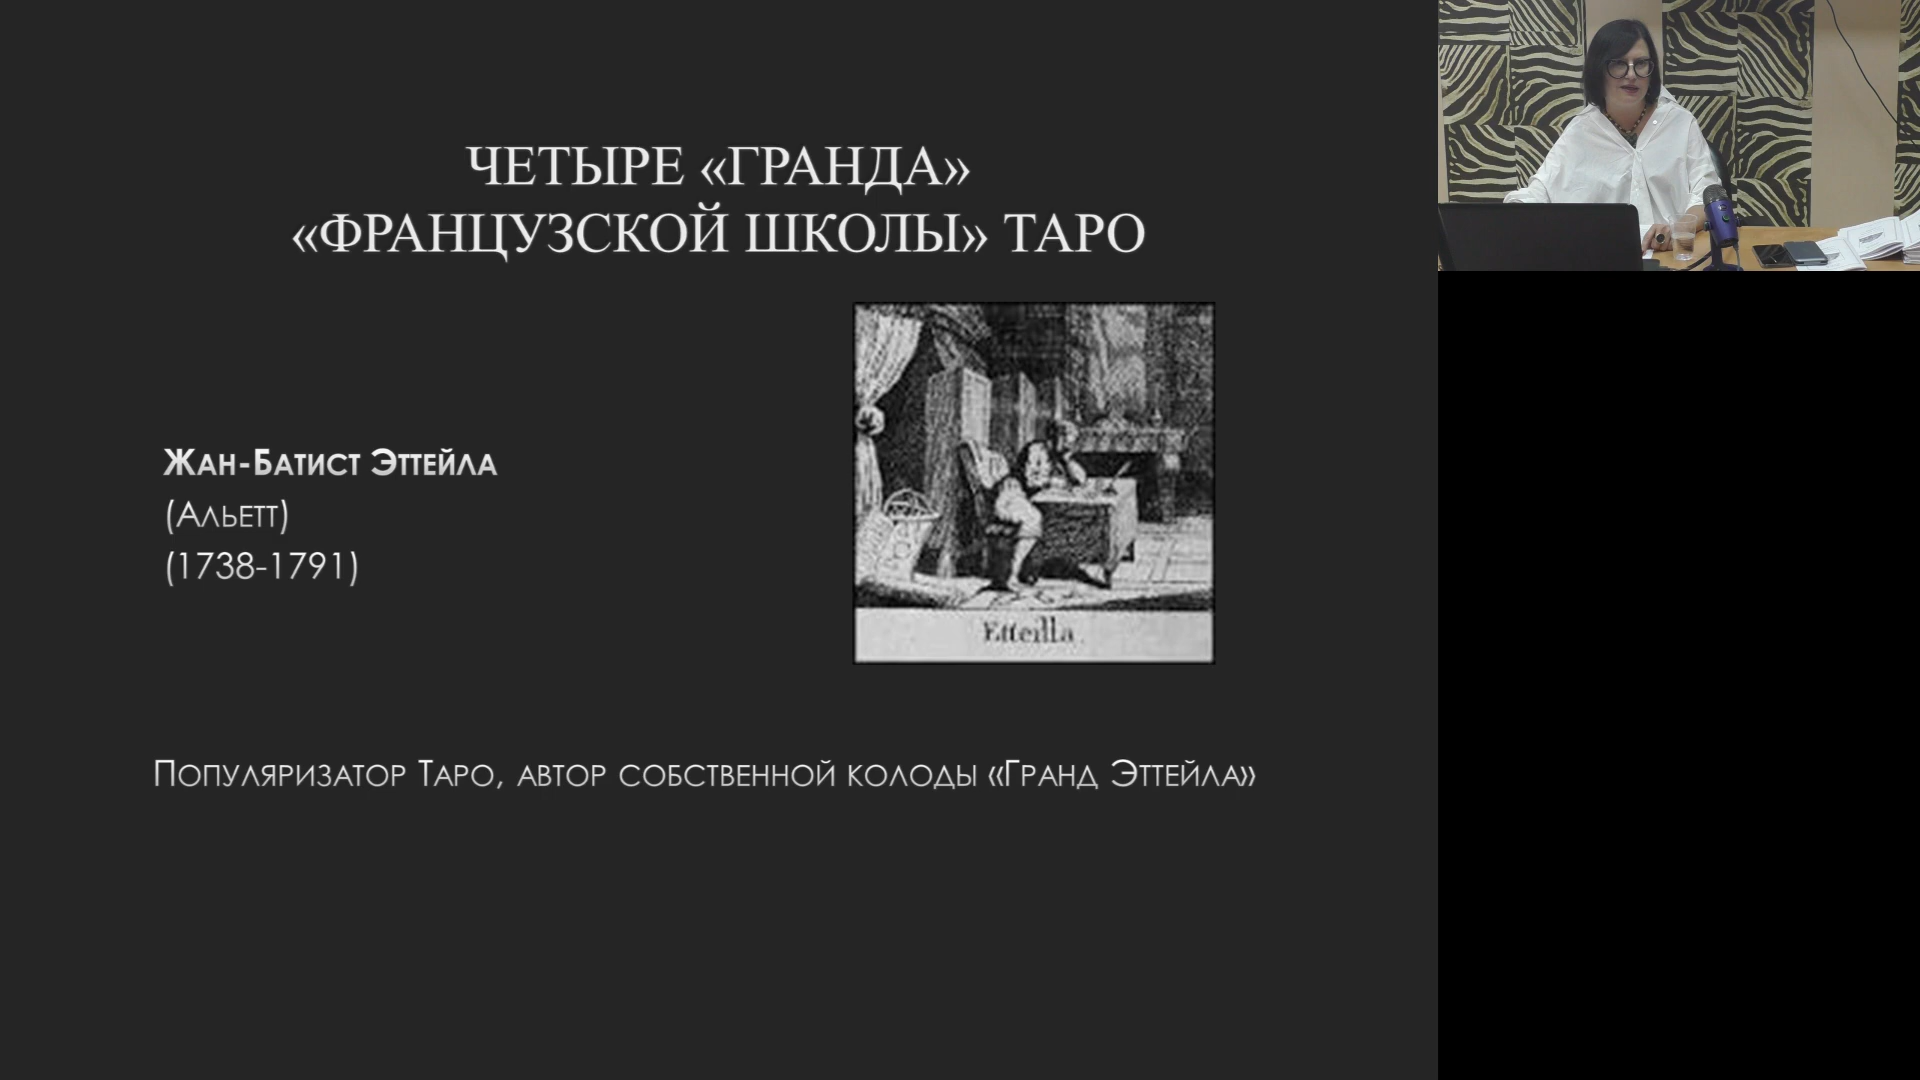 ЧЕТЫРЕ «ГРАНДА»
«ФРАНЦУЗСКОЙ ШКОЛЫ» ТАРО
Жан-Батист Эттейла
(Альетт)
(1738-1791)
Etteilla
Популяризатор Таро, автор собственной колоды «Гранд Эттейла»